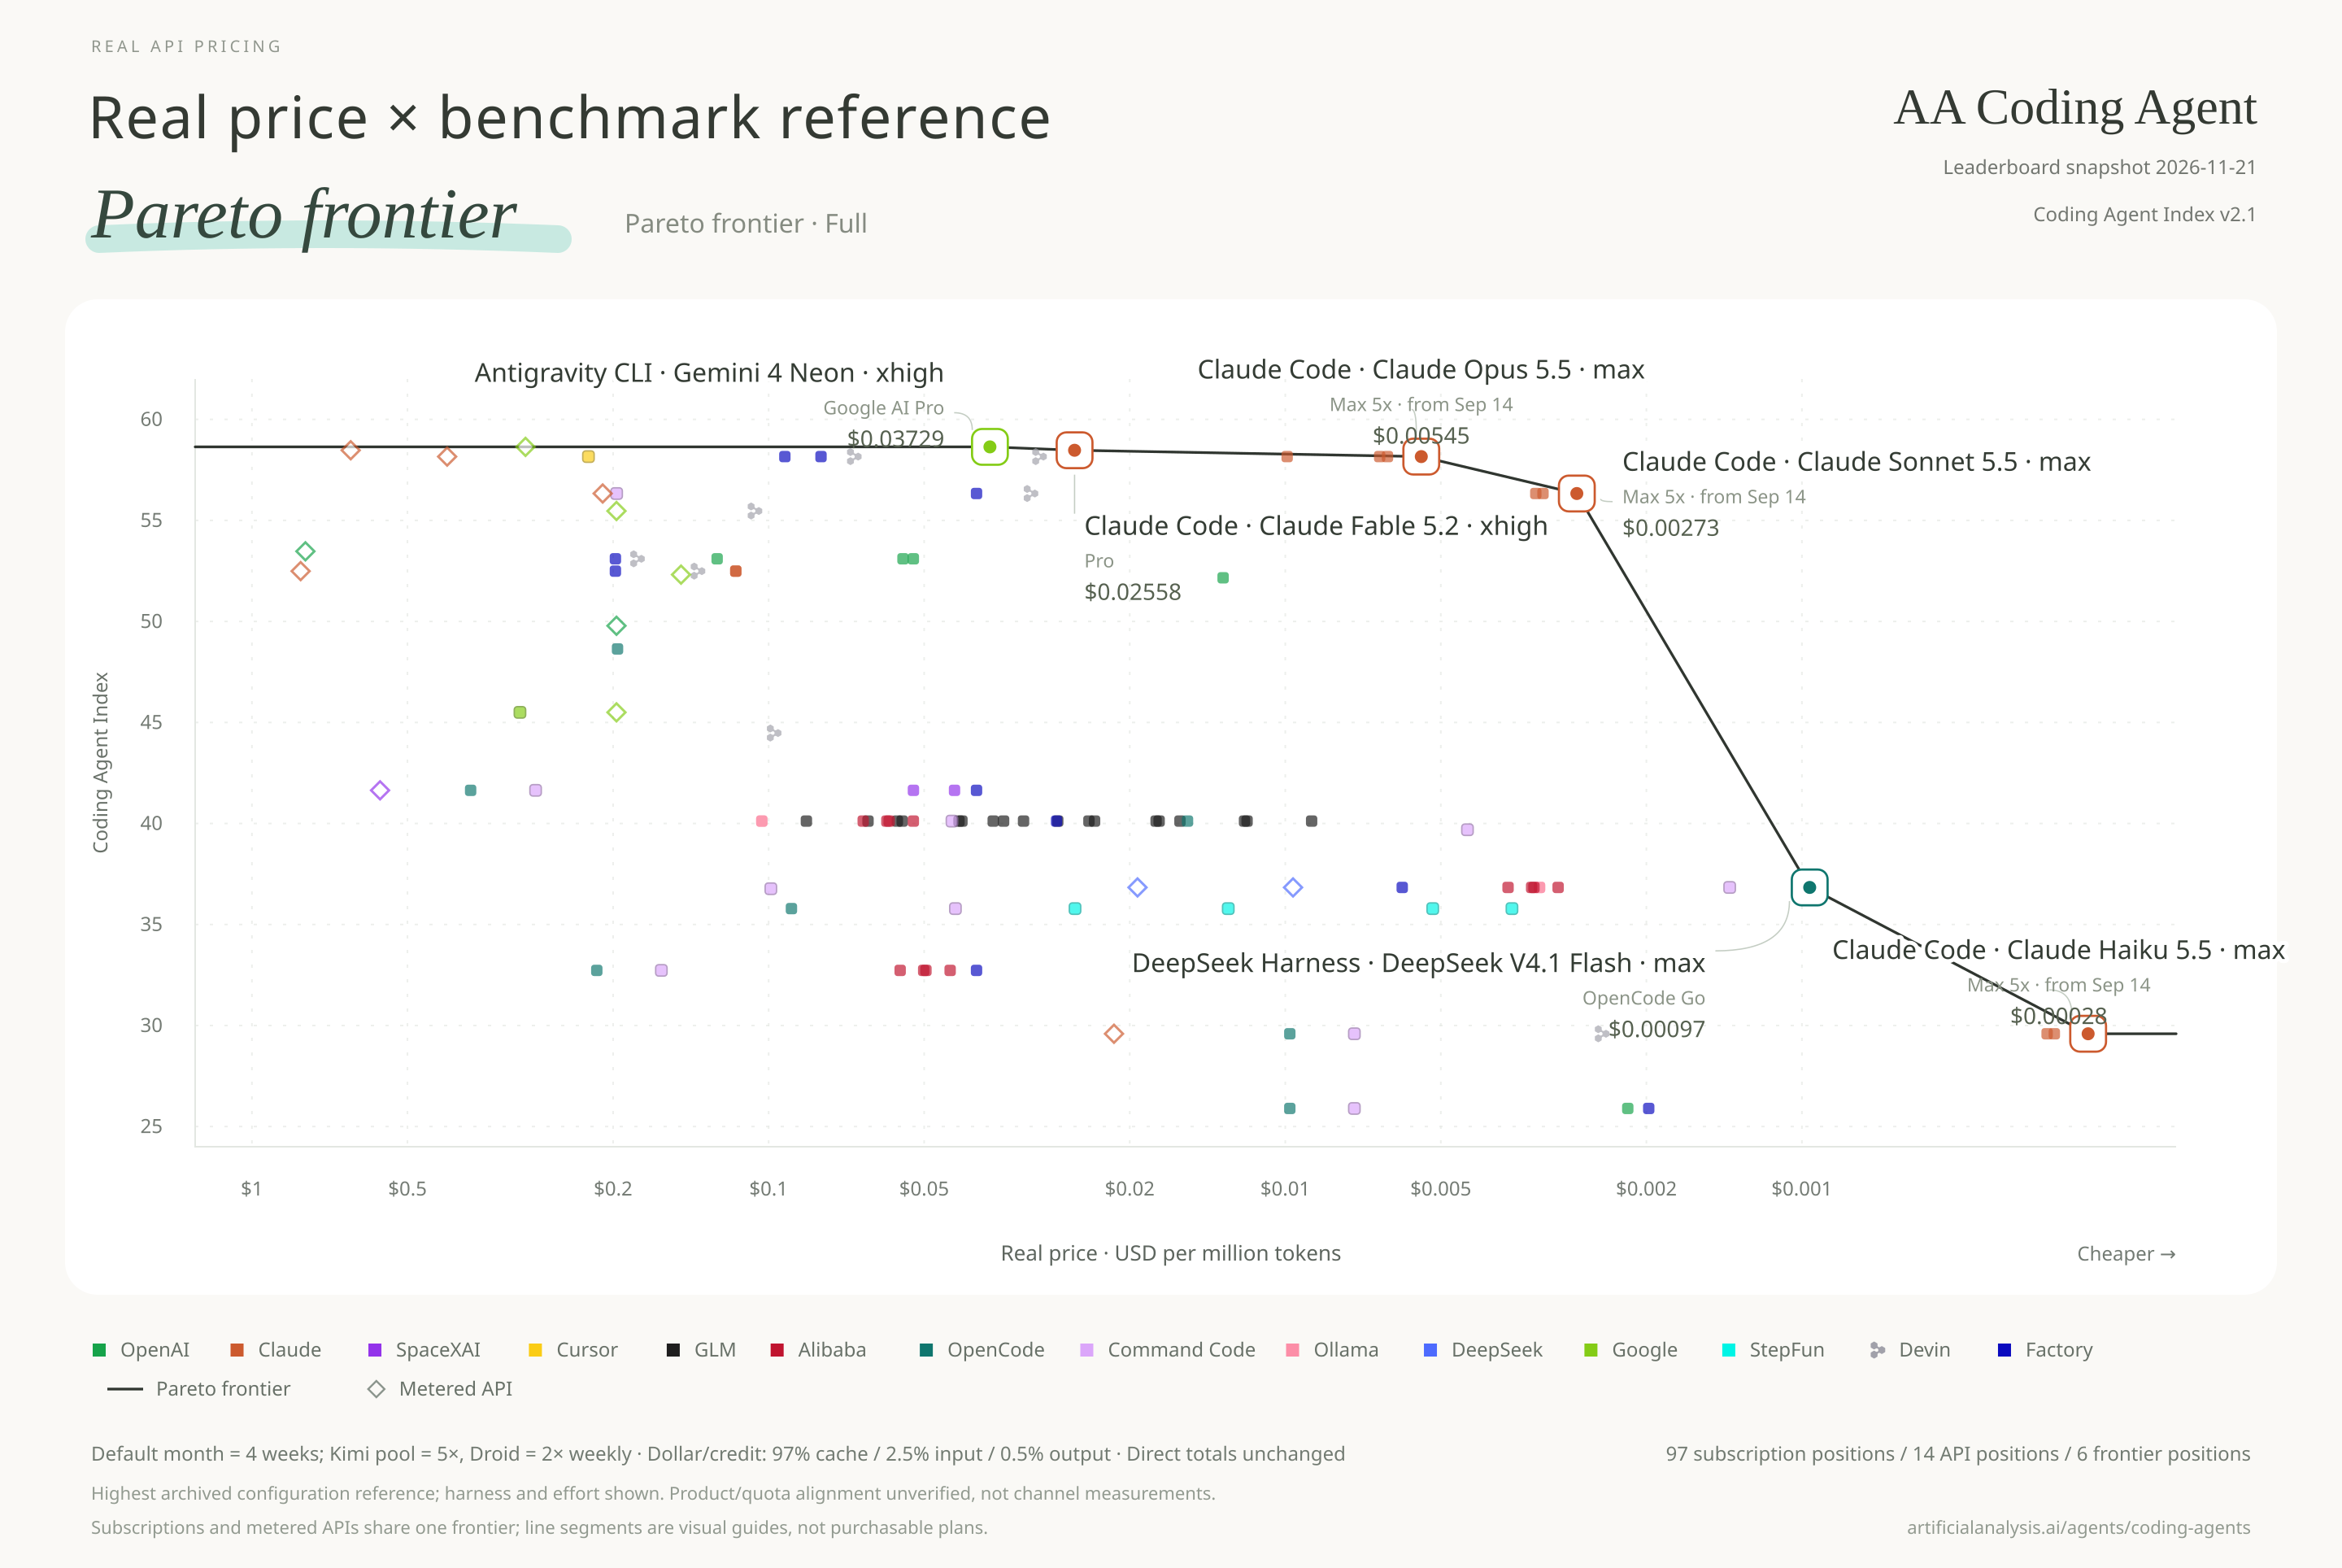 REAL API PRICING
Real price × benchmark reference
Pareto frontier
Pareto frontier · Full
AA Coding Agent
Leaderboard snapshot 2026-11-21
Coding Agent Index v2.1
Antigravity CLI · Gemini 4 Neon · xhigh
Google AI Pro
$0.03729
Claude Code · Claude Opus 5.5 · max
Max 5x · from Sep 14
$0.00545
Claude Code · Claude Sonnet 5.5 · max
Max 5x · from Sep 14
$0.00273
Claude Code · Claude Fable 5.2 · xhigh
Pro
$0.02558
DeepSeek Harness · DeepSeek V4.1 Flash · max
OpenCode Go
$0.00097
Claude Code · Claude Haiku 5.5 · max
Max 5x · from Sep 14
$0.00028
Coding Agent Index
60
55
50
45
40
35
30
25
$1
$0.5
$0.2
$0.1
$0.05
$0.02
$0.01
$0.005
$0.002
$0.001
Real price · USD per million tokens
Cheaper →
OpenAI
Claude
SpaceXAI
Cursor
GLM
Alibaba
OpenCode
Command Code
Ollama
DeepSeek
Google
StepFun
Devin
Factory
Pareto frontier
Metered API
Default month = 4 weeks; Kimi pool = 5×, Droid = 2× weekly · Dollar/credit: 97% cache / 2.5% input / 0.5% output · Direct totals unchanged
97 subscription positions / 14 API positions / 6 frontier positions
Highest archived configuration reference; harness and effort shown. Product/quota alignment unverified, not channel measurements.
Subscriptions and metered APIs share one frontier; line segments are visual guides, not purchasable plans.
artificialanalysis.ai/agents/coding-agents